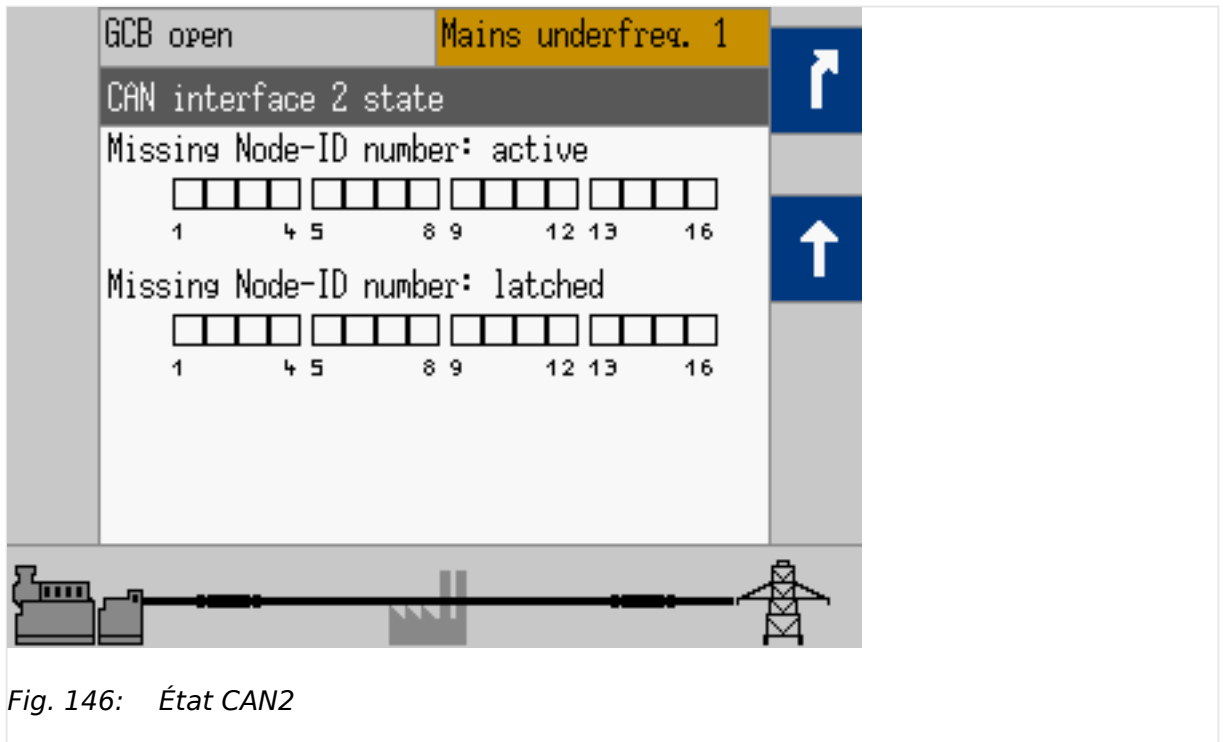 GCB open Mains underfreq. 1
CAN interface 2 state
Missing Node-ID number: active
1 4 5 8 9 12 13 16
Missing Node-ID number: latched
1 4 5 8 9 12 13 16
Fig. 146: État CAN2